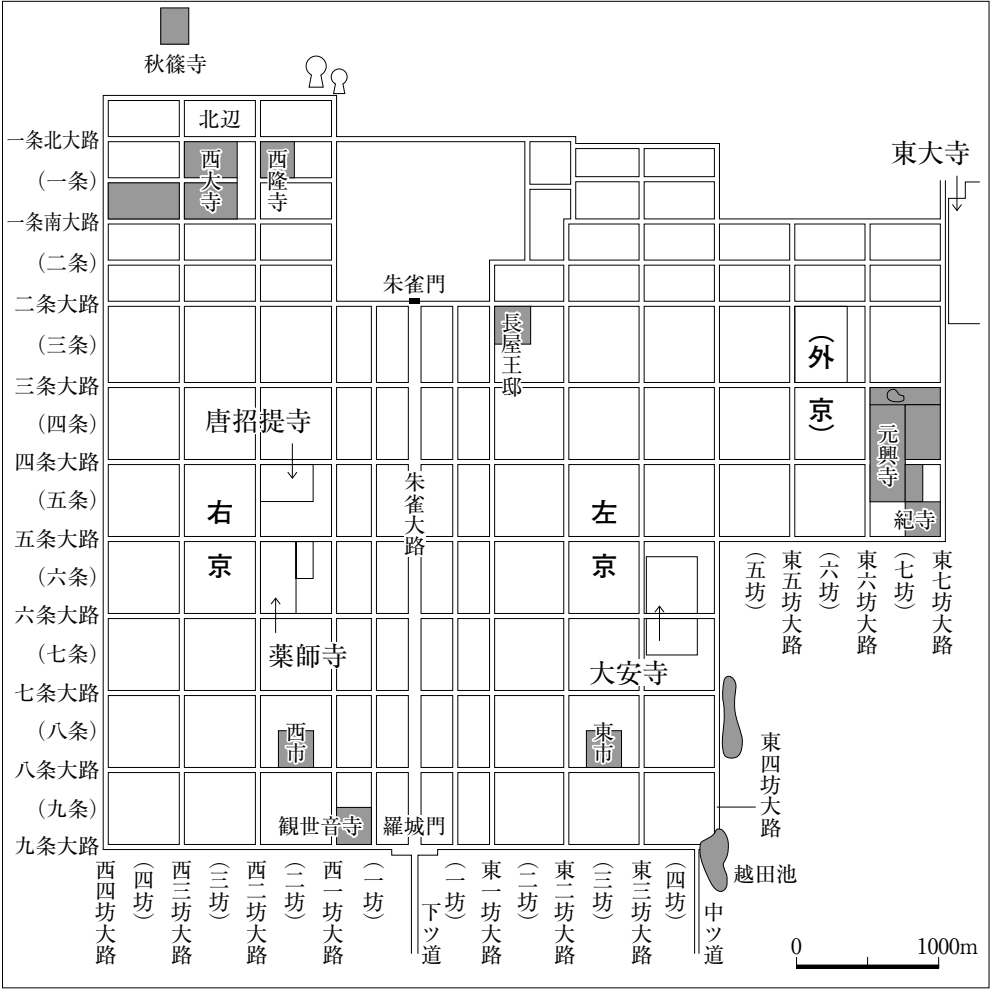 秋篠寺
北辺
一条北大路
(一条)
一条南大路
(二条)
二条大路
(三条)
三条大路
(四条)
四条大路
(五条)
五条大路
(六条)
六条大路
(七条)
七条大路
(八条)
八条大路
(九条)
九条大路
西大寺
西隆寺
東大寺
朱雀門
長屋王邸
(外京)
唐招提寺
元興寺
紀寺
朱雀大路
右京
左京
薬師寺
大安寺
西市
東市
観世音寺
羅城門
(五坊)
東五坊大路
(六坊)
東六坊大路
(七坊)
東七坊大路
東四坊大路
越田池
西四坊大路
(四坊)
西三坊大路
(三坊)
西二坊大路
(二坊)
西一坊大路
(一坊)
下ツ道
(一坊)
東一坊大路
(二坊)
東二坊大路
(三坊)
東三坊大路
(四坊)
中ツ道
0 1000m